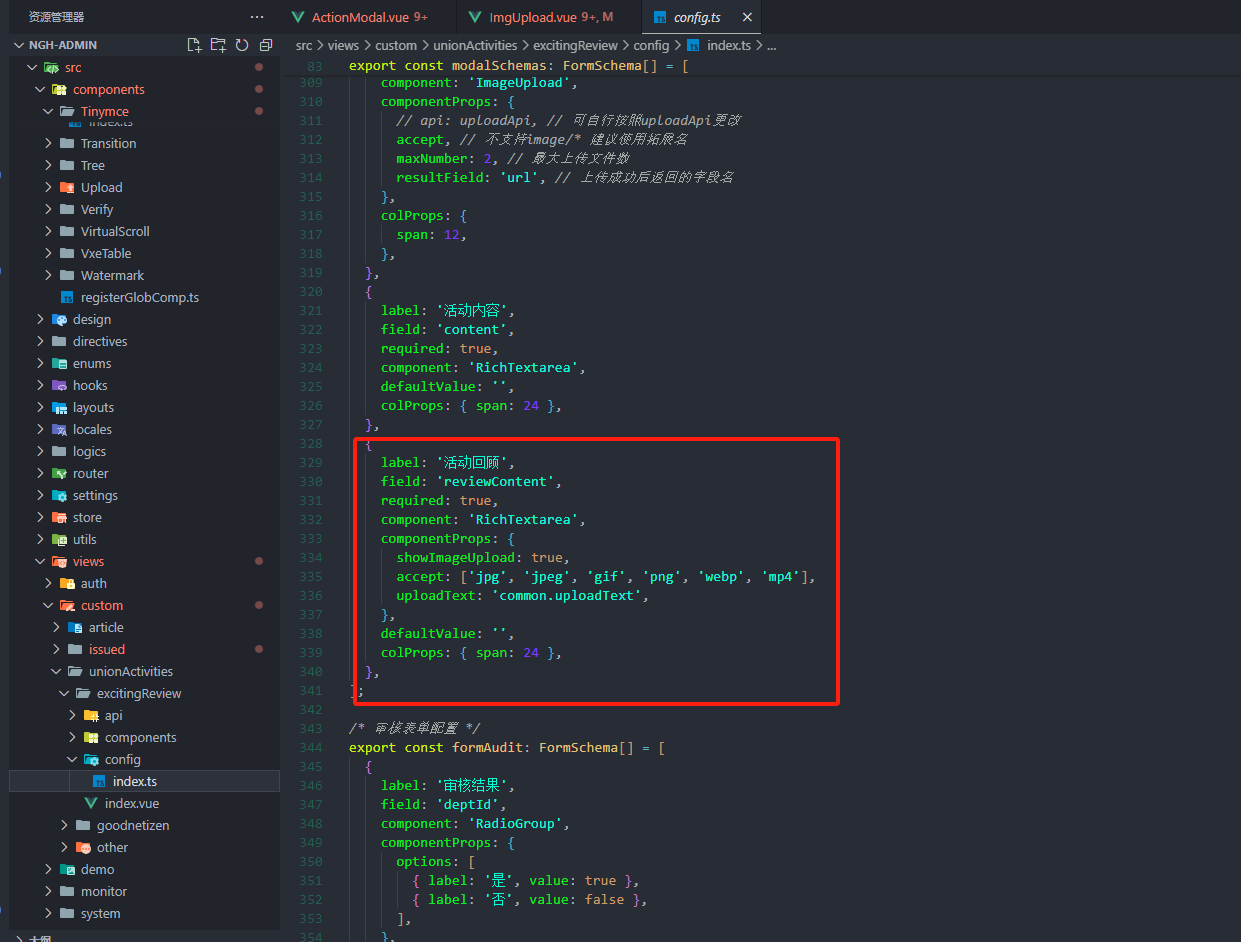 资源管理器
NGH-ADMIN
src
components
Tinymce
index.ts
Transition
Tree
Upload
Verify
VirtualScroll
VxeTable
Watermark
registerGlobComp.ts
design
directives
enums
hooks
layouts
locales
logics
router
settings
store
utils
views
auth
custom
article
issued
unionActivities
excitingReview
api
components
config
index.ts
index.vue
goodnetizen
other
demo
monitor
system
大纲
ActionModal.vue 9+
ImgUpload.vue 9+, M
config.ts
src > views > custom > unionActivities > excitingReview > config > index.ts > ...
83 export const modalSchemas: FormSchema[] = [
309 component: 'ImageUpload',
310 componentProps: {
311 // api: uploadApi, // 可自行按照uploadApi更改
312 accept, // 不支持image/* 建议使用拓展名
313 maxNumber: 2, // 最大上传文件数
314 resultField: 'url', // 上传成功后返回的字段名
315 },
316 colProps: {
317 span: 12,
318 },
319 },
320 {
321 label: '活动内容',
322 field: 'content',
323 required: true,
324 component: 'RichTextarea',
325 defaultValue: '',
326 colProps: { span: 24 },
327 },
328 {
329 label: '活动回顾',
330 field: 'reviewContent',
331 required: true,
332 component: 'RichTextarea',
333 componentProps: {
334 showImageUpload: true,
335 accept: ['jpg', 'jpeg', 'gif', 'png', 'webp', 'mp4'],
336 uploadText: 'common.uploadText',
337 },
338 defaultValue: '',
339 colProps: { span: 24 },
340 },
341 ];
342
343 /* 审核表单配置 */
344 export const formAudit: FormSchema[] = [
345 {
346 label: '审核结果',
347 field: 'deptId',
348 component: 'RadioGroup',
349 componentProps: {
350 options: [
351 { label: '是', value: true },
352 { label: '否', value: false },
353 ],
354 },